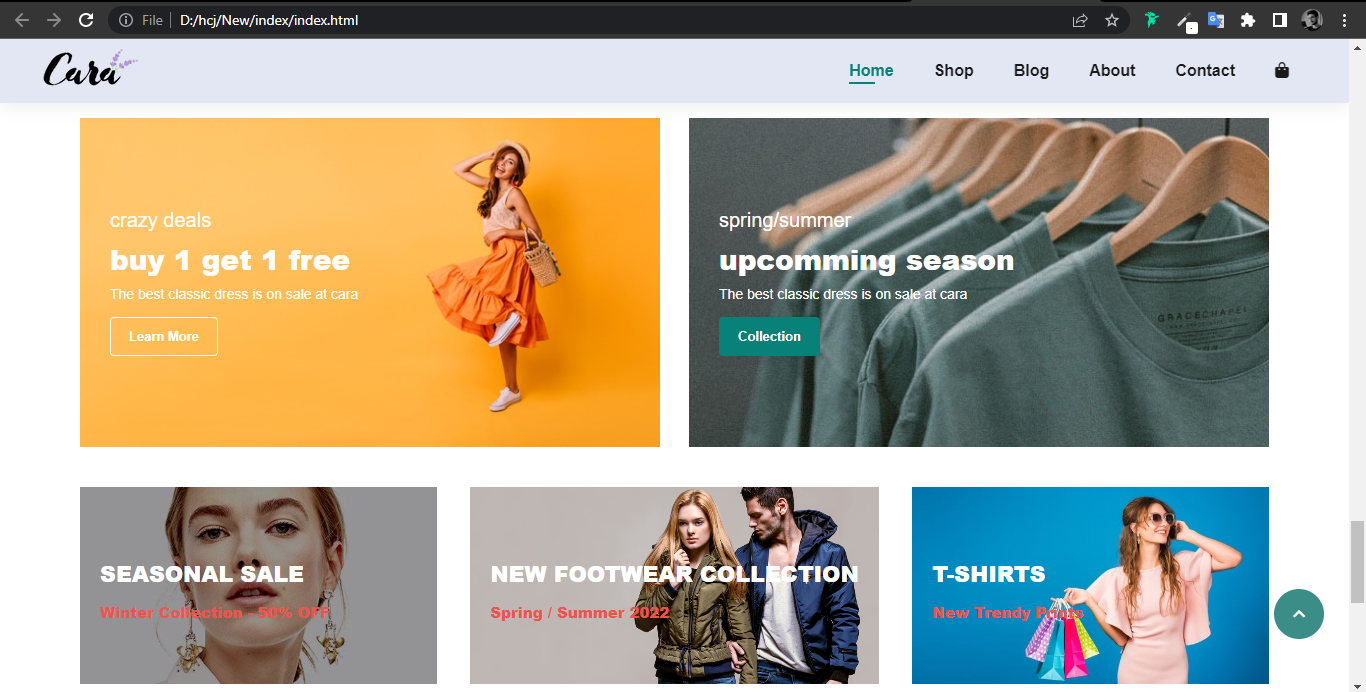 File | D:/hcj/New/index/index.html
Cara
Home Shop Blog About Contact
crazy deals
buy 1 get 1 free
The best classic dress is on sale at cara
Learn More
spring/summer
upcomming season
The best classic dress is on sale at cara
Collection
GRACECHAPEL
SEASONAL SALE
Winter Collection - 50% OFF
NEW FOOTWEAR COLLECTION
Spring / Summer 2022
T-SHIRTS
New Trendy Prints